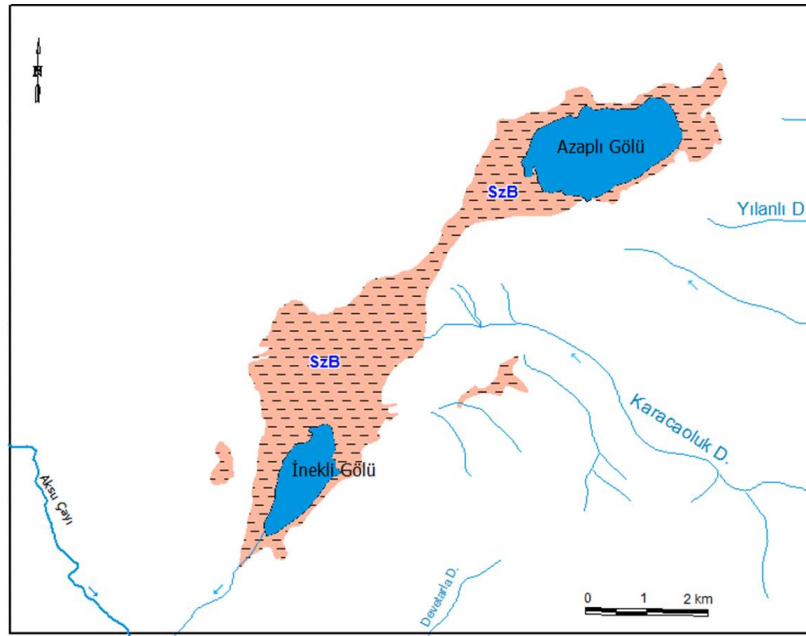 N
Azaplı Gölü
SzB
Yılanlı D
SzB
Karacaoluk D.
İnekli Gölü
Aksu Çayı
Devetarla D.
0 1 2 km